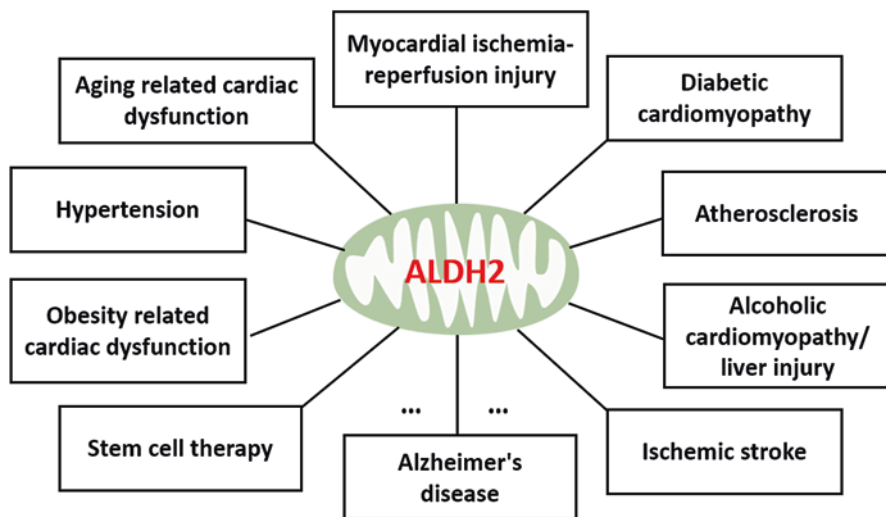 Myocardial ischemia-
reperfusion injury
Aging related cardiac
dysfunction
Diabetic
cardiomyopathy
Hypertension
Atherosclerosis
ALDH2
Obesity related
cardiac dysfunction
Alcoholic
cardiomyopathy/
liver injury
Stem cell therapy
... ...
Alzheimer's
disease
Ischemic stroke